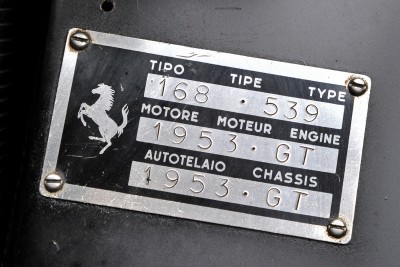 TIPO TIPE TYPE
·168·539
MOTORE MOTEUR ENGINE
1953·GT
AUTOTELAIO CHASSIS
1953·GT